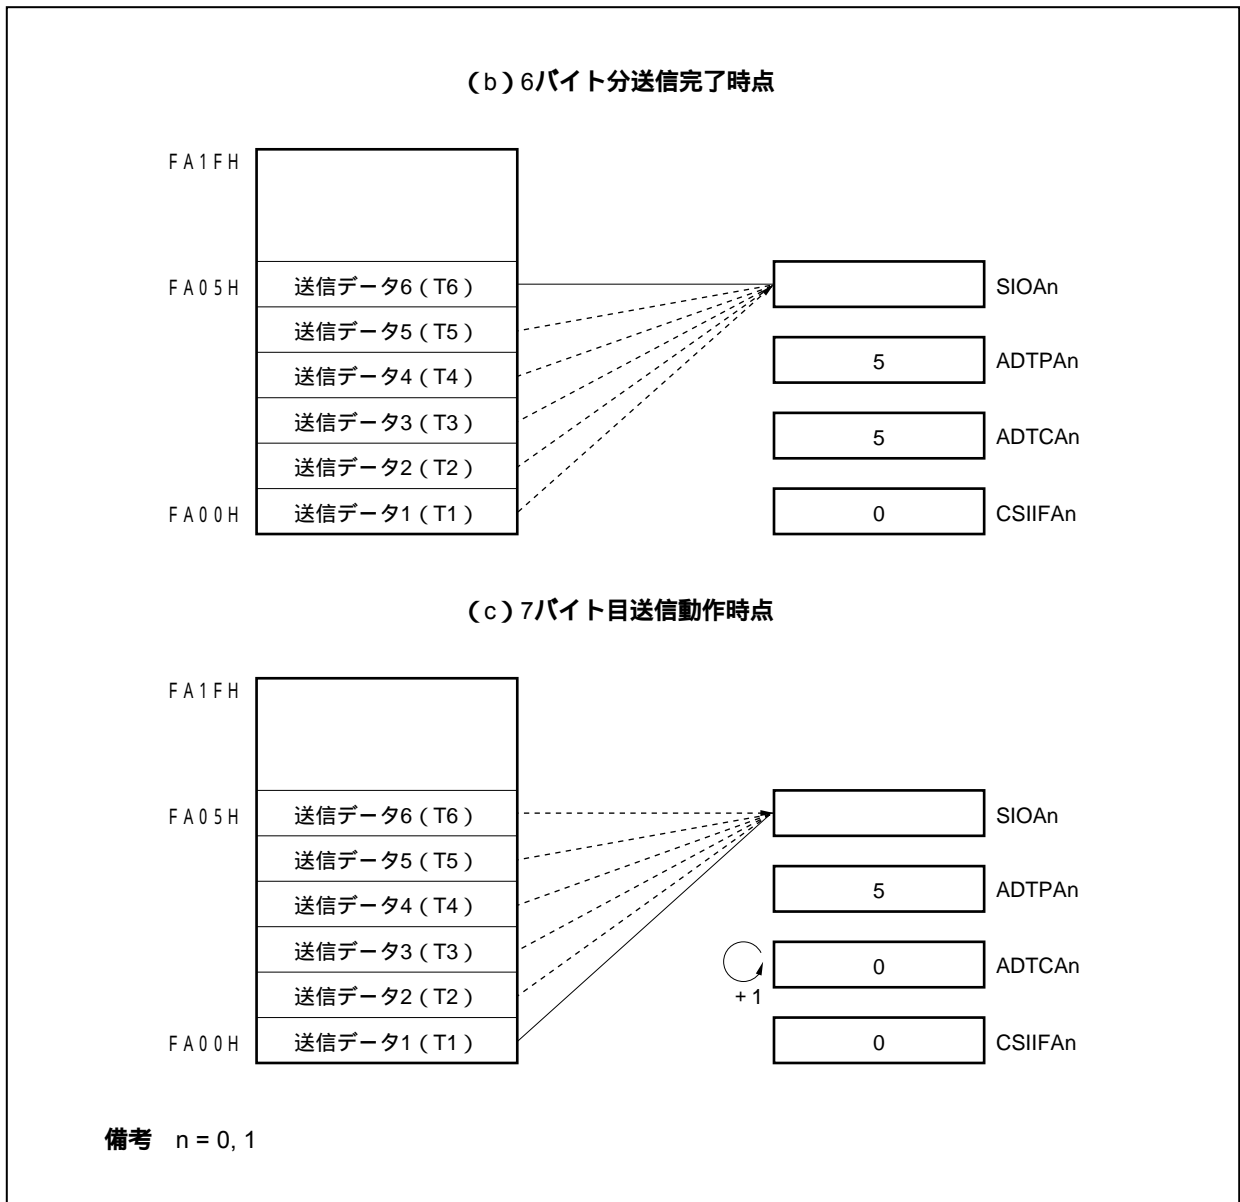 (b)6バイト分送信完了時点
FA1FH
FA05H 送信データ6(T6) SIOAn
送信データ5(T5)
5 ADTPAn
送信データ4(T4)
送信データ3(T3)
5 ADTCAn
送信データ2(T2)
FA00H 送信データ1(T1) 0 CSIIFAn
(c)7バイト目送信動作時点
FA1FH
FA05H 送信データ6(T6) SIOAn
送信データ5(T5)
5 ADTPAn
送信データ4(T4)
送信データ3(T3)
0 ADTCAn
+1
送信データ2(T2)
FA00H 送信データ1(T1) 0 CSIIFAn
備考 n = 0, 1